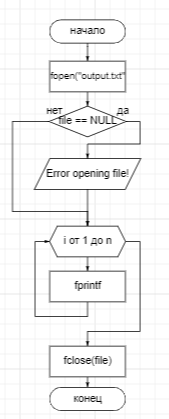 начало
fopen("output.txt"
нет
да
file == NULL
Error opening file!
i от 1 до n
fprintf
fclose(file)
конец